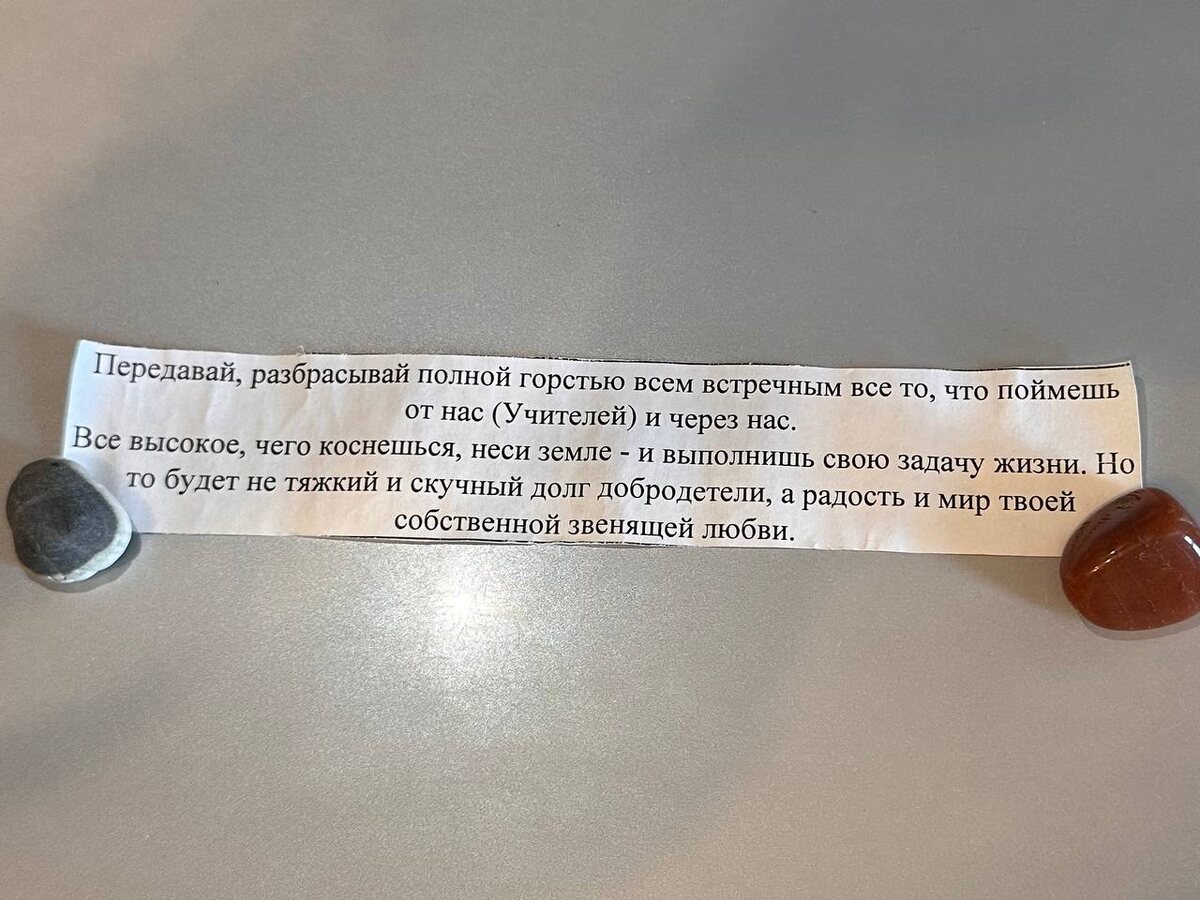 Передавай, разбрасывай полной горстью всем встречным все то, что поймешь
от нас (Учителей) и через нас.
Все высокое, чего коснешься, неси земле - и выполнишь свою задачу жизни. Но
то будет не тяжкий и скучный долг добродетели, а радость и мир твоей
собственной звенящей любви.